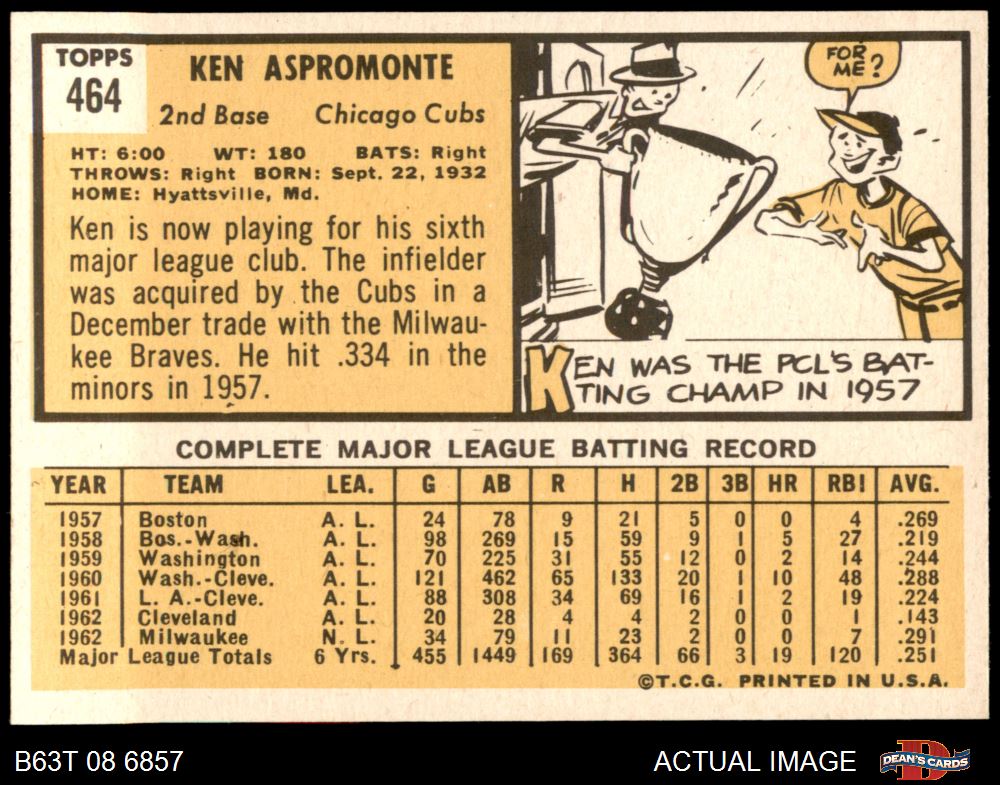 TOPPS
464
KEN ASPROMONTE
2nd Base Chicago Cubs
HT: 6:00 WT: 180 BATS: Right
THROWS: Right BORN: Sept. 22, 1932
HOME: Hyattsville, Md.
Ken is now playing for his sixth
major league club. The infielder
was acquired by the Cubs in a
December trade with the Milwau-
kee Braves. He hit .334 in the
minors in 1957.
FOR
ME?
KEN WAS THE PCL'S BAT-
TING CHAMP IN 1957
COMPLETE MAJOR LEAGUE BATTING RECORD
YEAR TEAM LEA. G AB R H 2B 3B HR RBI AVG.
1957 Boston A. L. 24 78 9 21 5 0 0 4 .269
1958 Bos.-Wash. A. L. 98 269 15 59 9 1 5 27 .219
1959 Washington A. L. 70 225 31 55 12 0 2 14 .244
1960 Wash.-Cleve. A. L. 121 462 65 133 20 1 10 48 .288
1961 L. A.-Cleve. A. L. 88 308 34 69 16 1 2 19 .224
1962 Cleveland A. L. 20 28 4 4 2 0 0 1 .143
1962 Milwaukee N. L. 34 79 11 23 2 0 0 7 .291
Major League Totals 6 Yrs. 455 1449 169 364 66 3 19 120 .251
©T.C.G. PRINTED IN U.S.A.
B63T 08 6857 ACTUAL IMAGE DEAN'S CARDS